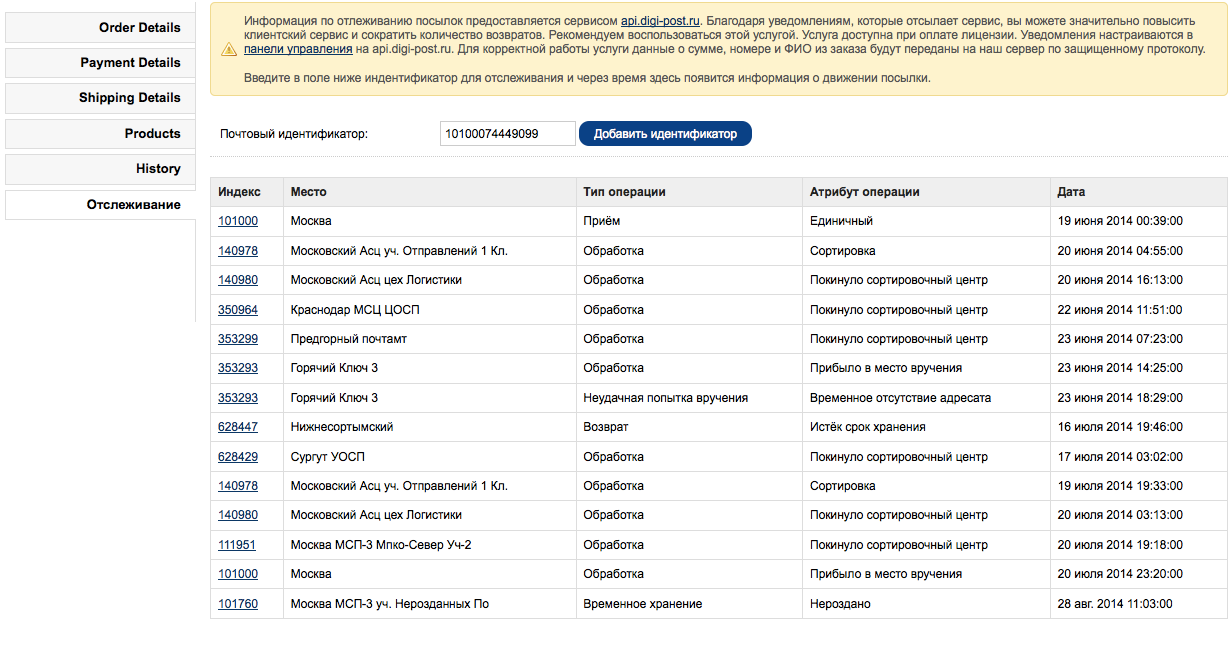 Order Details
Payment Details
Shipping Details
Products
History
Отслеживание
Информация по отлеживанию посылок предоставляется сервисом api.digi-post.ru. Благодаря уведомлениям, которые отсылает сервис, вы можете значительно повысить
клиентский сервис и сократить количество возвратов. Рекомендуем воспользоваться этой услугой. Услуга доступна при оплате лицензии. Уведомления настраиваются в
панели управления на api.digi-post.ru. Для корректной работы услуги данные о сумме, номере и ФИО из заказа будут переданы на наш сервер по защищенному протоколу.
Введите в поле ниже индентификатор для отслеживания и через время здесь появится информация о движении посылки.
Почтовый идентификатор: 10100074449099 Добавить идентификатор
Индекс Место Тип операции Атрибут операции Дата
101000 Москва Приём Единичный 19 июня 2014 00:39:00
140978 Московский Асц уч. Отправлений 1 Кл. Обработка Сортировка 20 июня 2014 04:55:00
140980 Московский Асц цех Логистики Обработка Покинуло сортировочный центр 20 июня 2014 16:13:00
350964 Краснодар МСЦ ЦОСП Обработка Покинуло сортировочный центр 22 июня 2014 11:51:00
353299 Предгорный почтамт Обработка Покинуло сортировочный центр 23 июня 2014 07:23:00
353293 Горячий Ключ 3 Обработка Прибыло в место вручения 23 июня 2014 14:25:00
353293 Горячий Ключ 3 Неудачная попытка вручения Временное отсутствие адресата 23 июня 2014 18:29:00
628447 Нижнесортымский Возврат Истёк срок хранения 16 июля 2014 19:46:00
628429 Сургут УОСП Обработка Покинуло сортировочный центр 17 июля 2014 03:02:00
140978 Московский Асц уч. Отправлений 1 Кл. Обработка Сортировка 19 июля 2014 19:33:00
140980 Московский Асц цех Логистики Обработка Покинуло сортировочный центр 20 июля 2014 03:13:00
111951 Москва МСП-3 Мпко-Север Уч-2 Обработка Покинуло сортировочный центр 20 июля 2014 19:18:00
101000 Москва Обработка Прибыло в место вручения 20 июля 2014 23:20:00
101760 Москва МСП-3 уч. Нерозданных По Временное хранение Нероздано 28 авг. 2014 11:03:00